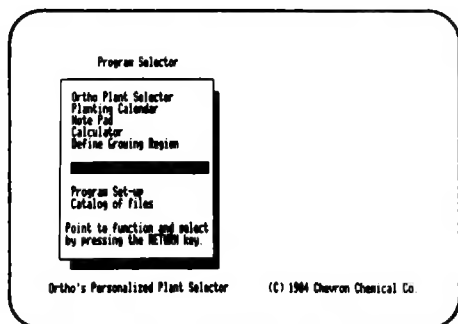 Program Selector
Ortho Plant Selector
Planting Calendar
Note Pad
Calculator
Define Growing Region
Program Set-up
Catalog of files
Point to function and select
by pressing the RETURN key.
Ortho's Personalized Plant Selector (C) 1984 Chevron Chemical Co.